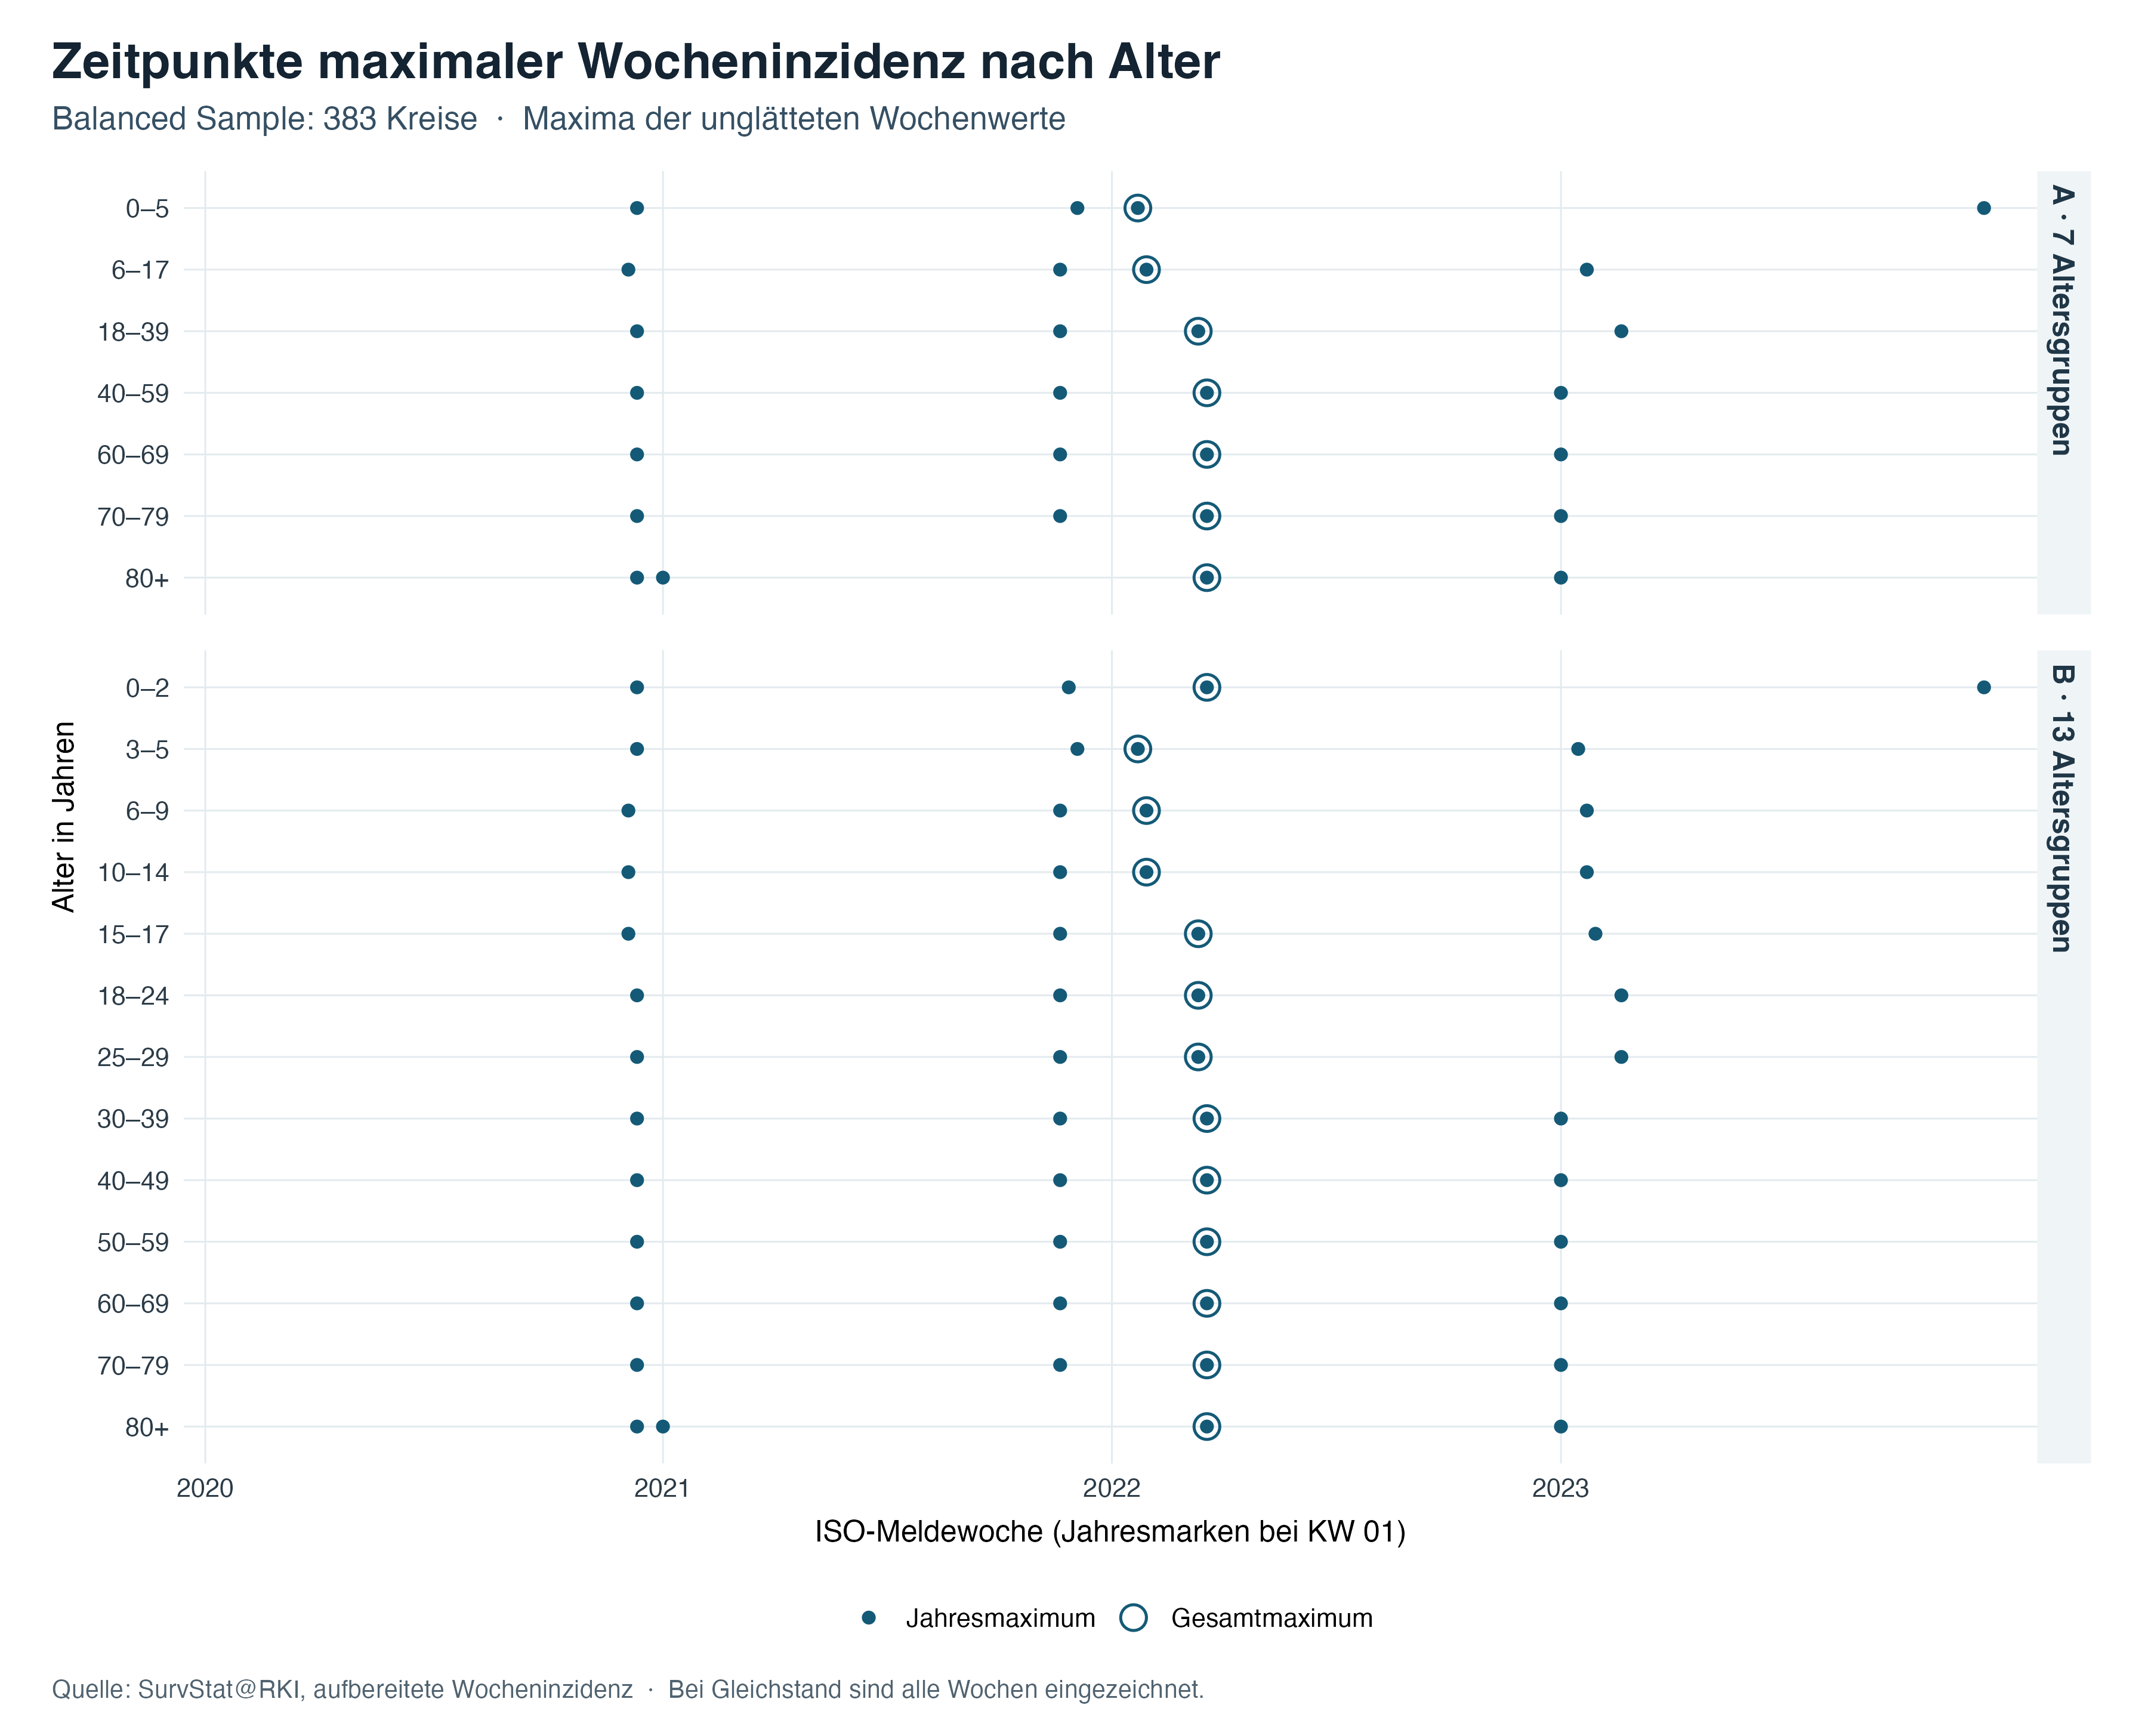 Zeitpunkte maximaler Wocheninzidenz nach Alter
Balanced Sample: 383 Kreise · Maxima der unglätteten Wochenwerte
A · 7 Altersgruppen
0–5
6–17
18–39
40–59
60–69
70–79
80+
B · 13 Altersgruppen
Alter in Jahren
0–2
3–5
6–9
10–14
15–17
18–24
25–29
30–39
40–49
50–59
60–69
70–79
80+
2020 2021 2022 2023
ISO-Meldewoche (Jahresmarken bei KW 01)
Jahresmaximum Gesamtmaximum
Quelle: SurvStat@RKI, aufbereitete Wocheninzidenz · Bei Gleichstand sind alle Wochen eingezeichnet.